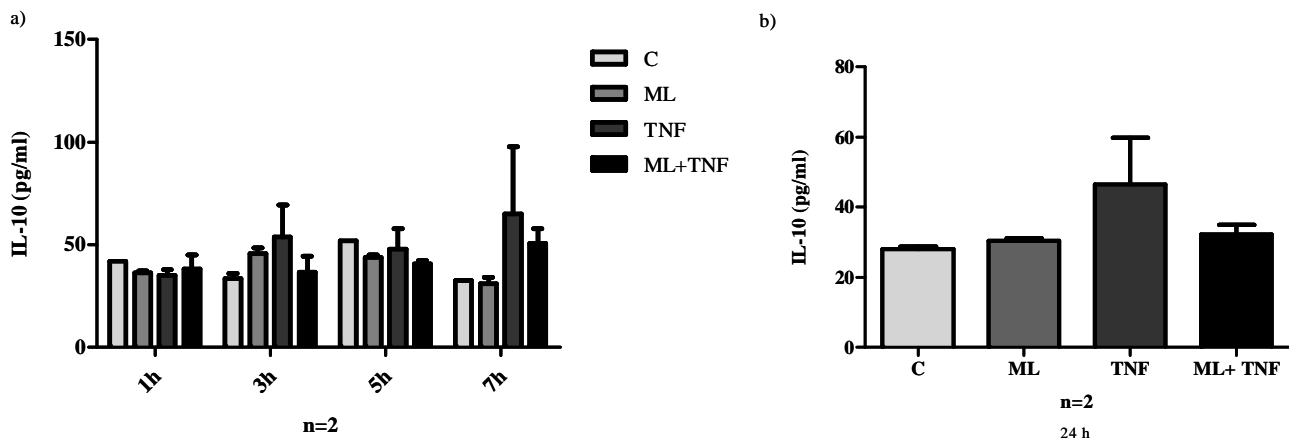 a)
IL-10 (pg/ml)
150
100
50
0
1h
3h
5h
7h
n=2
C
ML
TNF
ML+TNF
b)
IL-10 (pg/ml)
80
60
40
20
0
C
ML
TNF
ML+ TNF
n=2
24 h